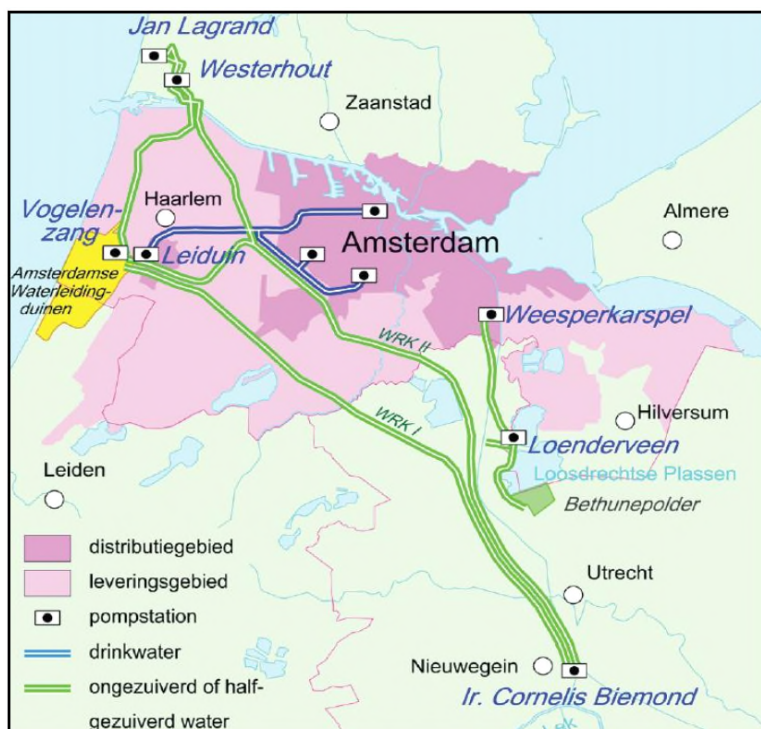 Jan Lagrand
Westerhout
Zaanstad
Haarlem
Almere
Vogelen-
zang
Amsterdam
Leiduin
Amsterdamse
Waterleiding-
duinen
Weesperkarspel
WRK II
WRK I
Hilversum
Loenderveen
Leiden
Loosdrechtse Plassen
Bethunepolder
distributiegebied
leveringsgebied
Utrecht
pompstation
drinkwater
Nieuwegein
ongezuiverd of half-
gezuiverd water
Ir. Cornelis Biemond
Lek